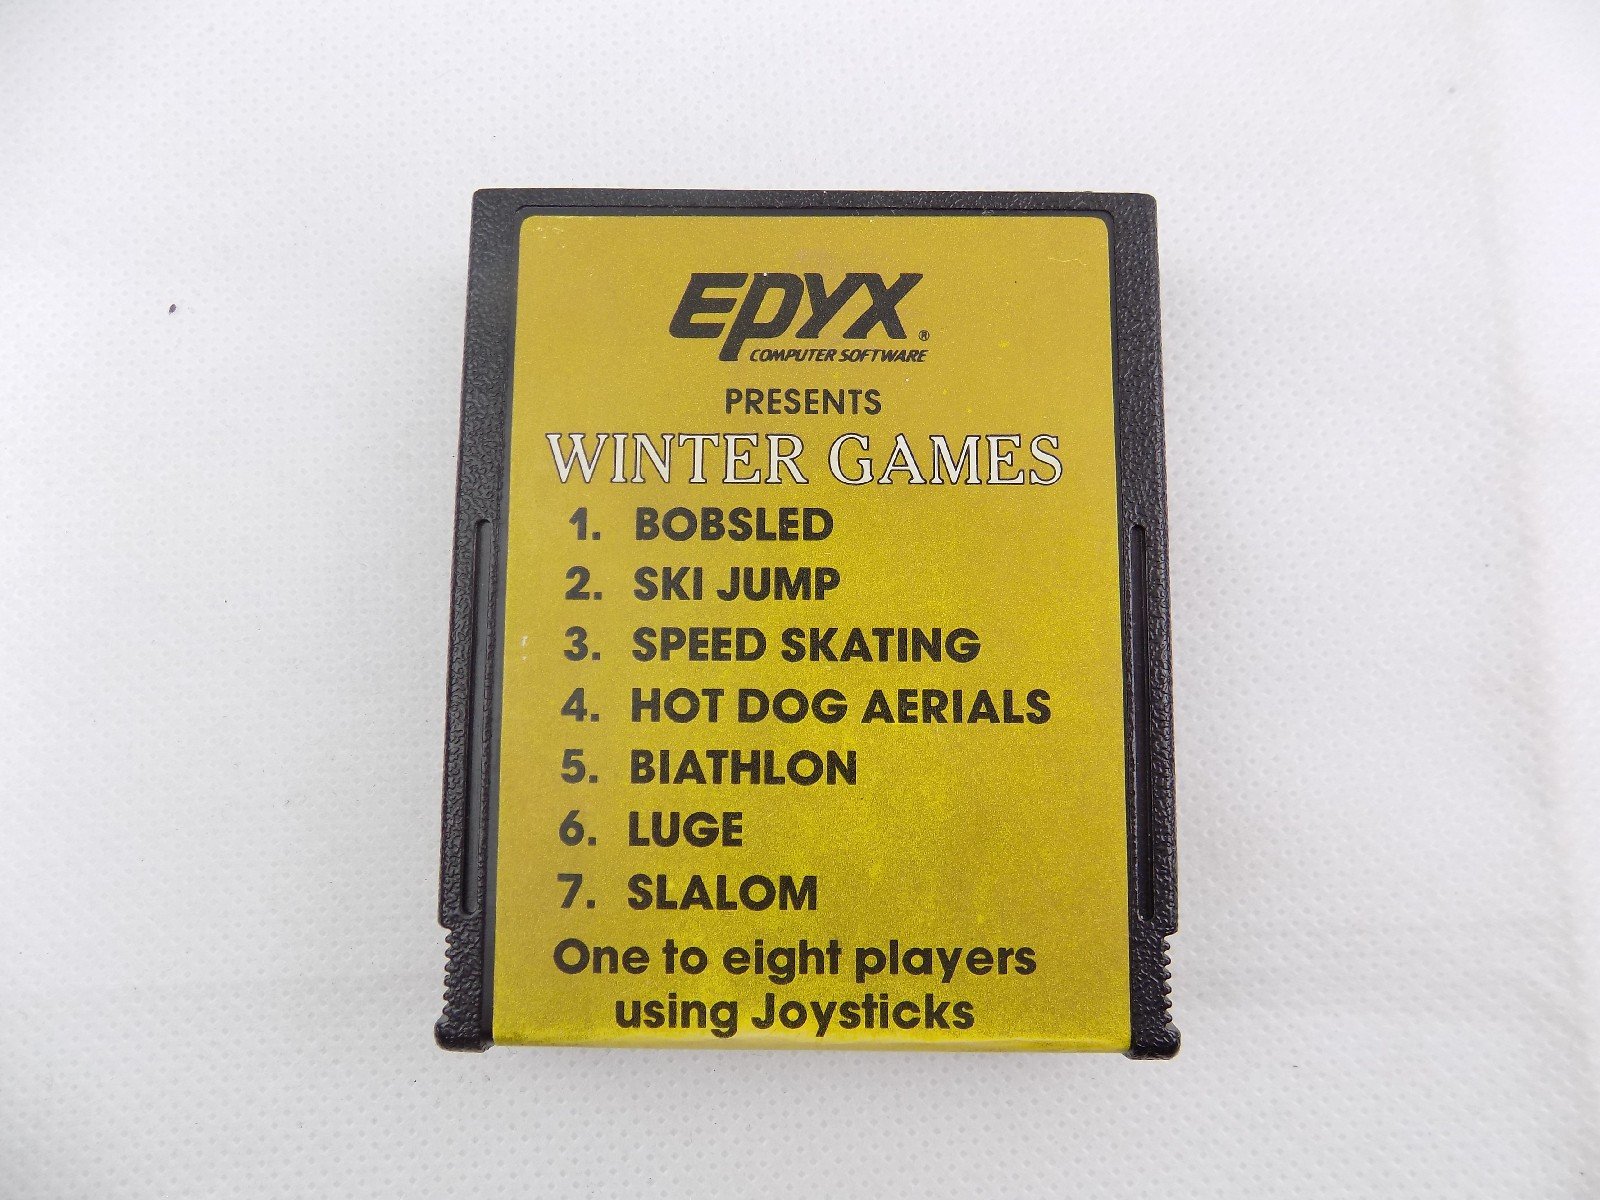 EPYX®
COMPUTER SOFTWARE
PRESENTS
WINTER GAMES
1. BOBSLED
2. SKI JUMP
3. SPEED SKATING
4. HOT DOG AERIALS
5. BIATHLON
6. LUGE
7. SLALOM
One to eight players
using Joysticks